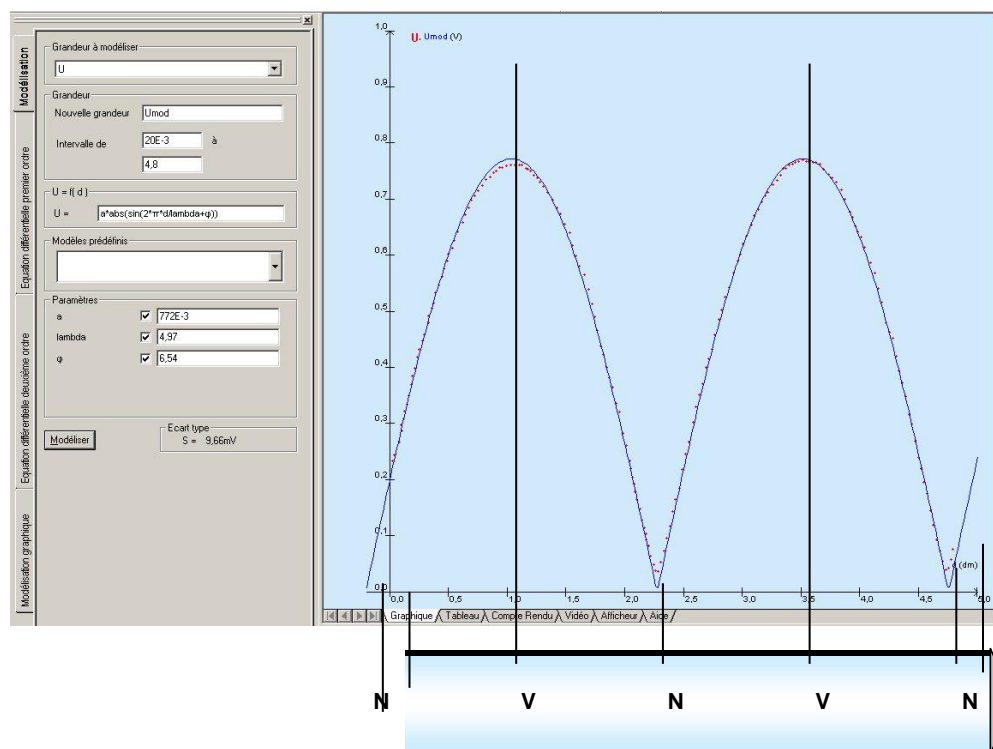 Modélisation
Equation différentielle premier ordre
Equation différentielle deuxième ordre
Modélisation graphique
Grandeur à modéliser
U
Grandeur
Nouvelle grandeur Umod
Intervalle de 20E-3 à
4,8
U = f( d )
U = a*abs(sin(2*π*d/lambda+φ))
Modèles prédéfinis
Paramètres
a 772E-3
lambda 4,97
φ 6,54
Modéliser
Ecart type
S = 9,66mV
U, Umod (V)
1,0
0,9
0,8
0,7
0,6
0,5
0,4
0,3
0,2
0,1
0,0
(dm)
0,0 0,5 1,0 1,5 2,0 2,5 3,0 3,5 4,0 4,5 5,0
Graphique Tableau Compte Rendu Vidéo Afficheur Aide
N V N V N